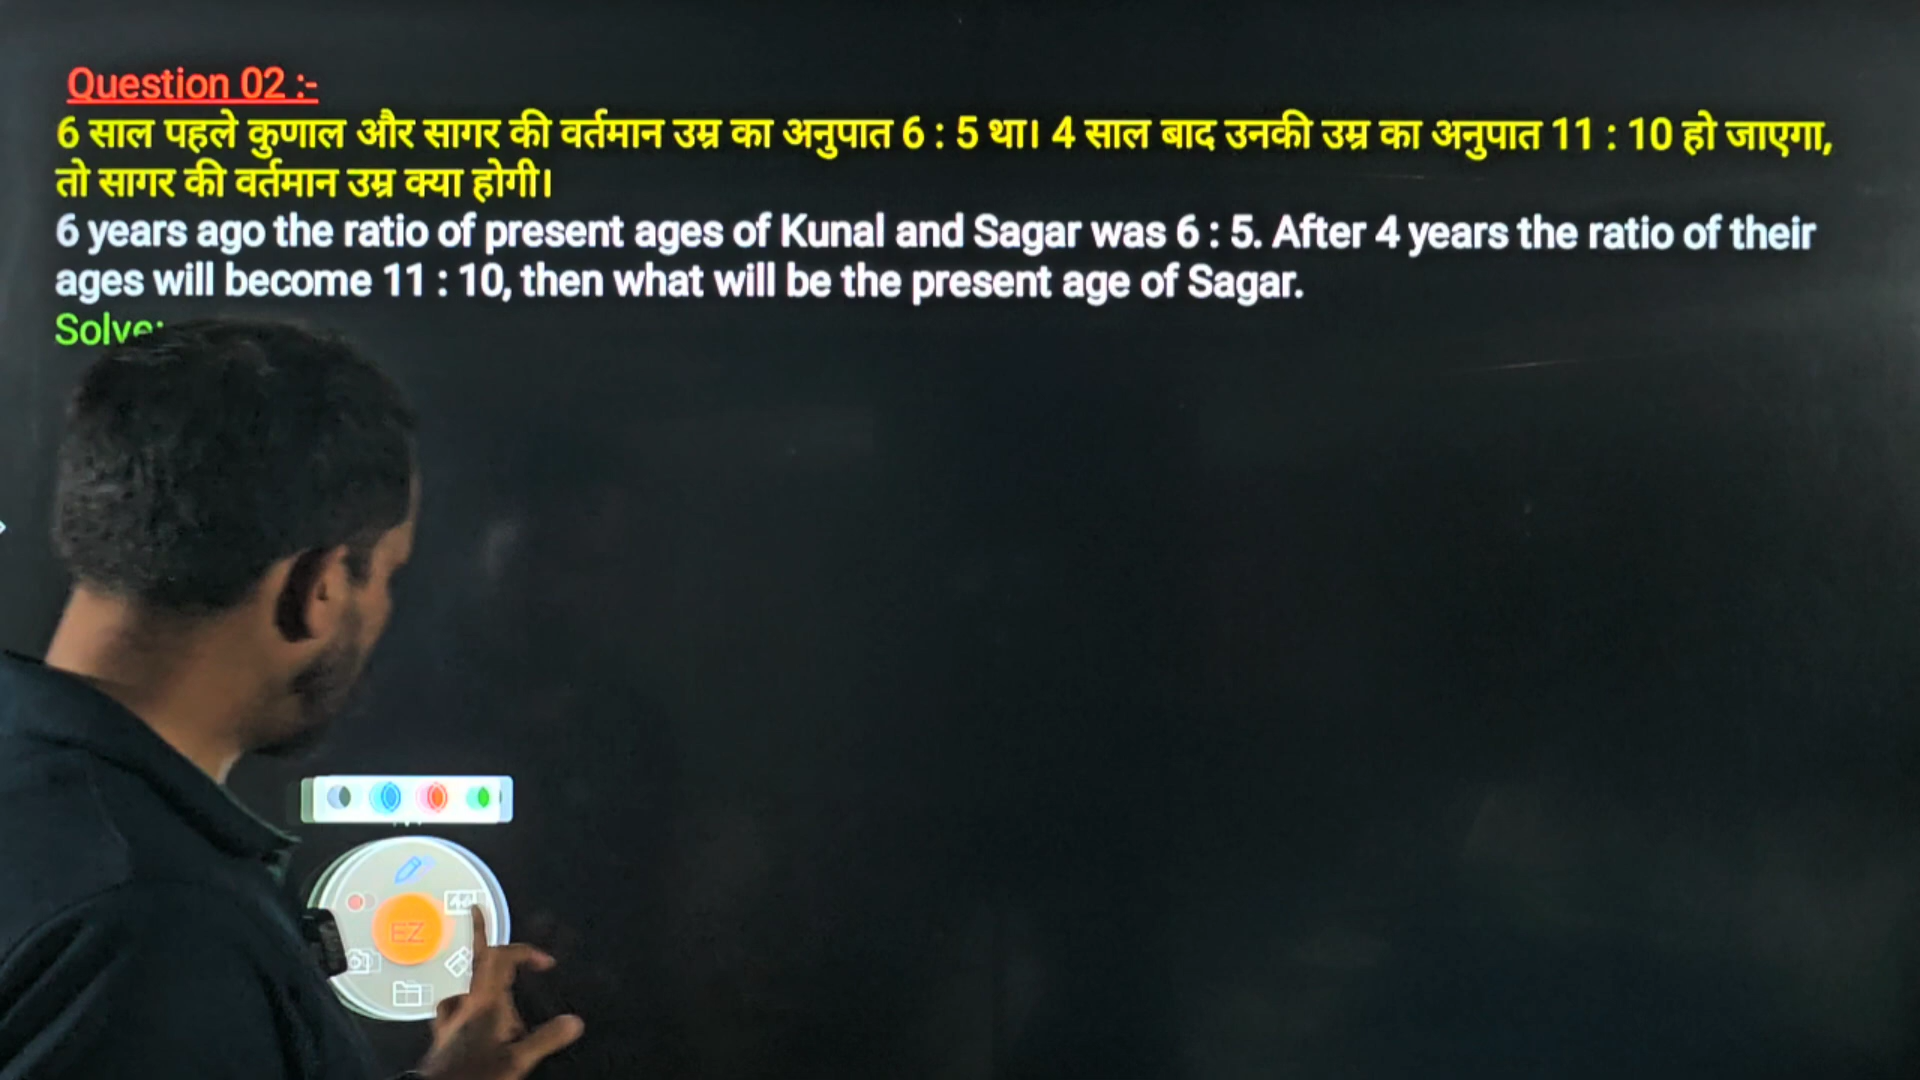 Question 02 :-
6 साल पहले कुणाल और सागर की वर्तमान उम्र का अनुपात 6 : 5 था। 4 साल बाद उनकी उम्र का अनुपात 11 : 10 हो जाएगा,
तो सागर की वर्तमान उम्र क्या होगी।
6 years ago the ratio of present ages of Kunal and Sagar was 6 : 5. After 4 years the ratio of their
ages will become 11 : 10, then what will be the present age of Sagar.
Solve:
EZ